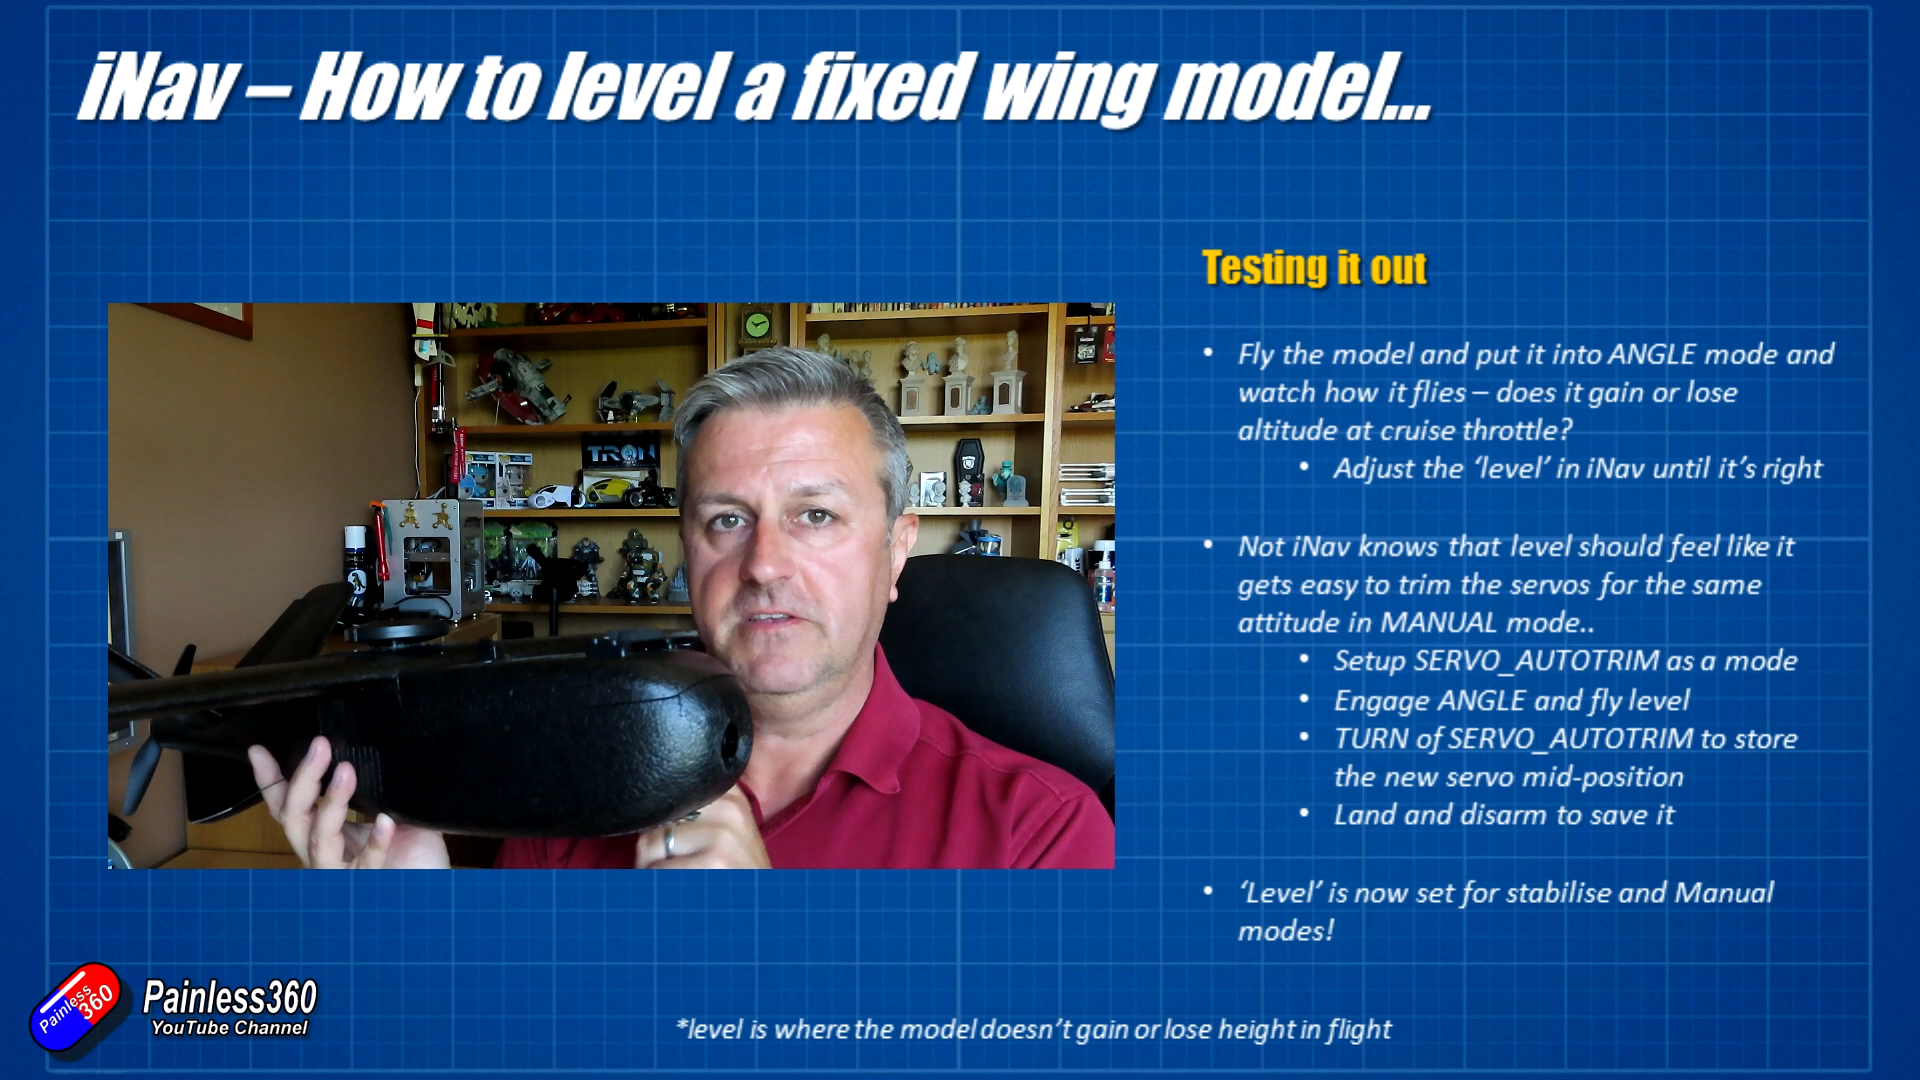 iNav – How to level a fixed wing model...
Testing it out
• Fly the model and put it into ANGLE mode and
watch how it flies – does it gain or lose
altitude at cruise throttle?
• Adjust the ‘level’ in iNav until it’s right
• Not iNav knows that level should feel like it
gets easy to trim the servos for the same
attitude in MANUAL mode..
• Setup SERVO_AUTOTRIM as a mode
• Engage ANGLE and fly level
• TURN of SERVO_AUTOTRIM to store
the new servo mid-position
• Land and disarm to save it
• ‘Level’ is now set for stabilise and Manual
modes!
TRON
Painless
360
Painless360
YouTube Channel
*level is where the model doesn’t gain or lose height in flight